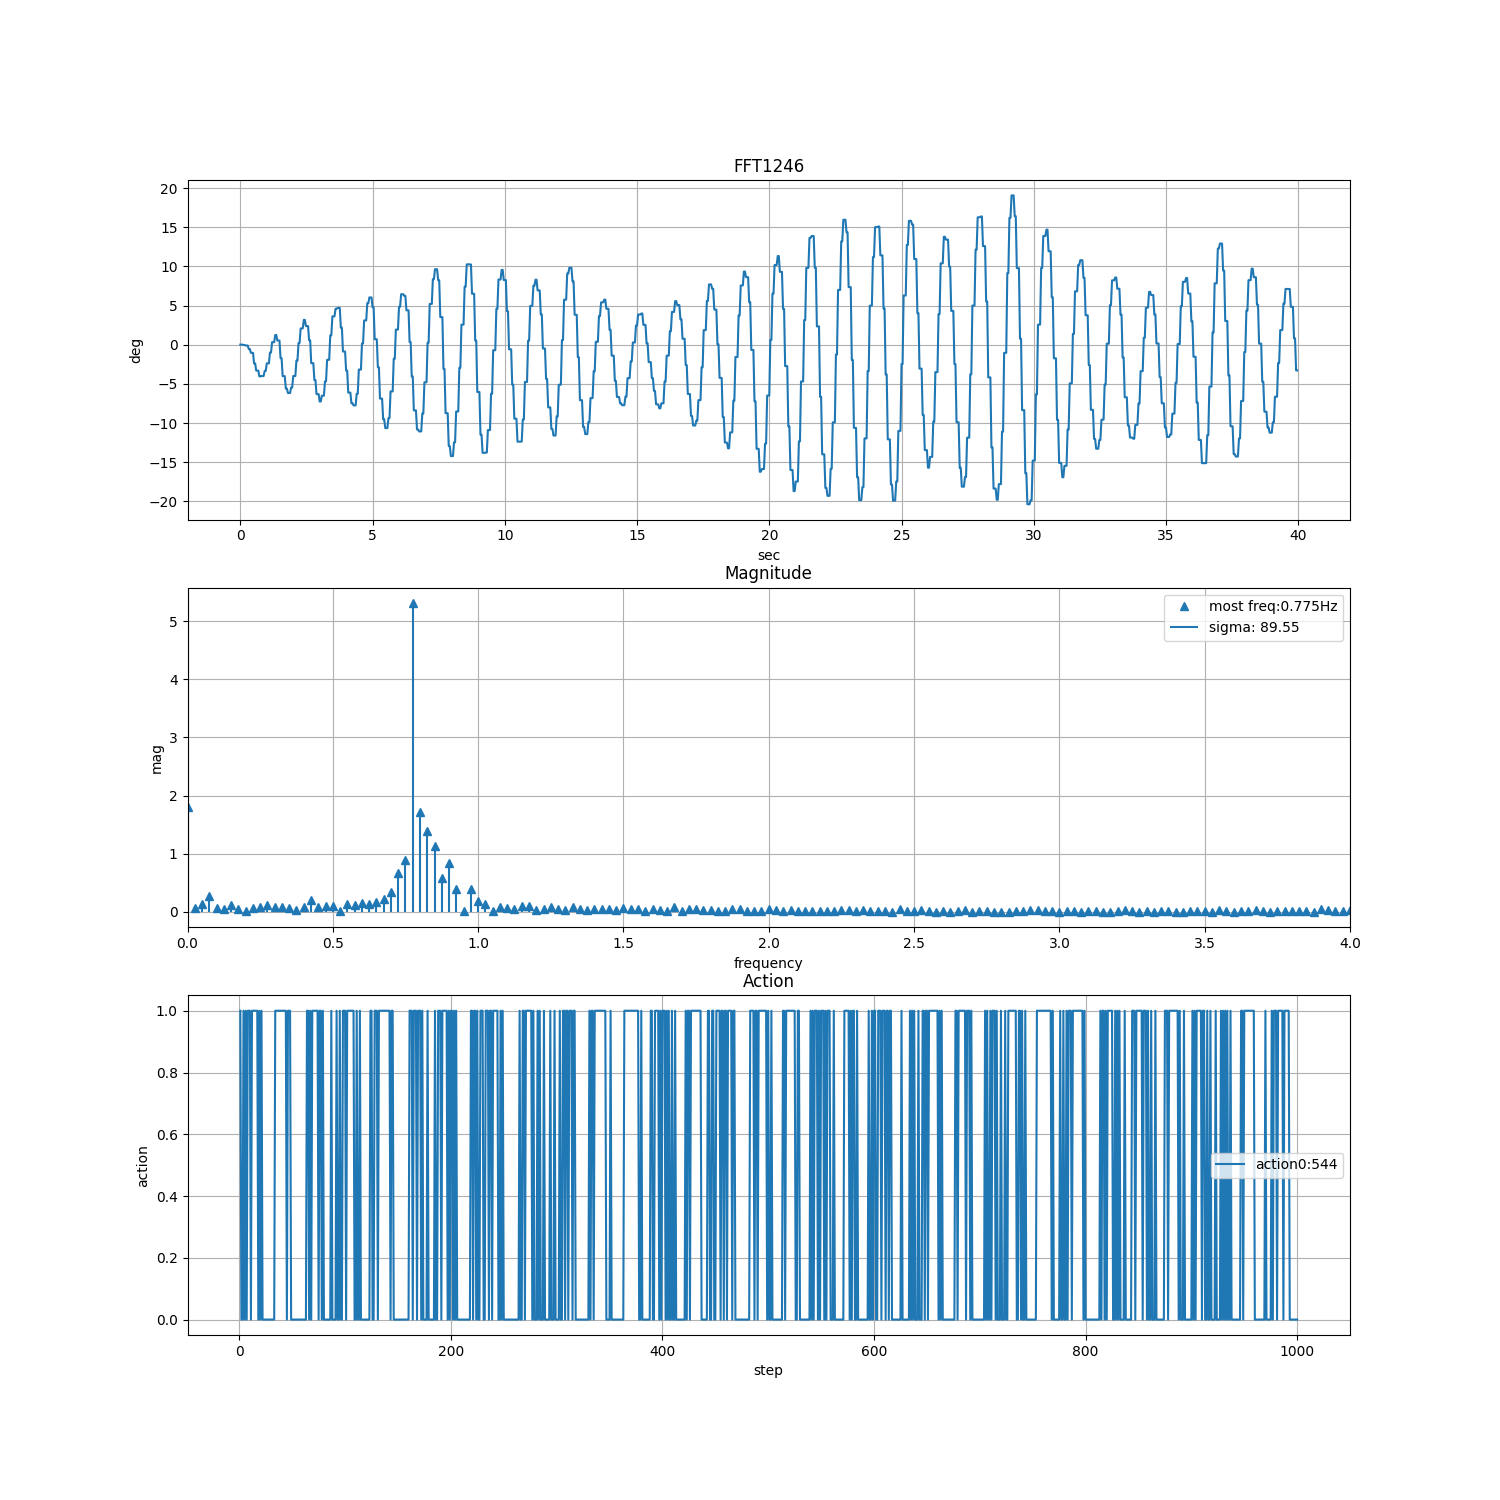 FFT1246
20
15
10
5
0
−5
−10
−15
−20
deg
0 5 10 15 20 25 30 35 40
sec
Magnitude
5
4
3
2
1
0
mag
most freq:0.775Hz
sigma: 89.55
0.0 0.5 1.0 1.5 2.0 2.5 3.0 3.5 4.0
frequency
Action
1.0
0.8
0.6
0.4
0.2
0.0
action
action0:544
0 200 400 600 800 1000
step